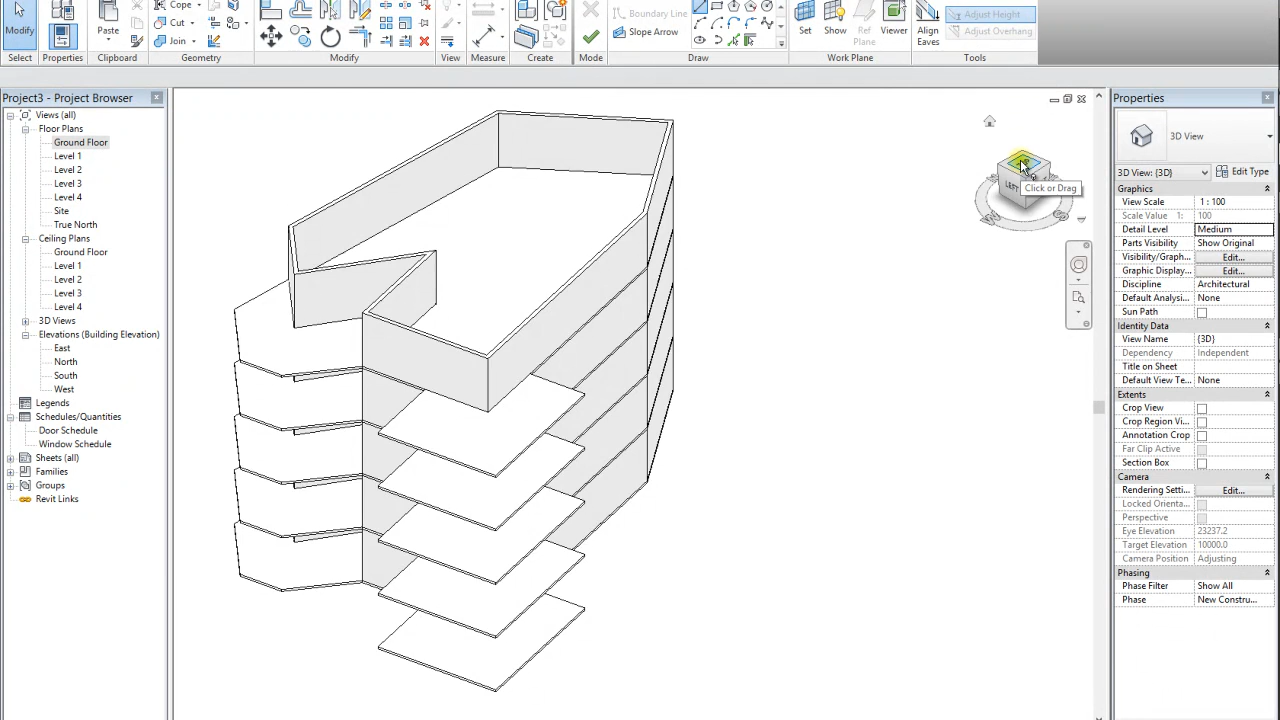 Cope
Cut
Join
Paste
Modify
Boundary Line
Slope Arrow
Set
Show
Ref
Plane
Viewer
Align
Eaves
Adjust Height
Adjust Overhang
Select
Properties
Clipboard
Geometry
Modify
View
Measure
Create
Mode
Draw
Work Plane
Tools
Project3 - Project Browser
Views (all)
Floor Plans
Ground Floor
Level 1
Level 2
Level 3
Level 4
Site
True North
Ceiling Plans
Ground Floor
Level 1
Level 2
Level 3
Level 4
3D Views
Elevations (Building Elevation)
East
North
South
West
Legends
Schedules/Quantities
Door Schedule
Window Schedule
Sheets (all)
Families
Groups
Revit Links
LEFT
Click or Drag
Properties
3D View
3D View: {3D}
Edit Type
Graphics
View Scale 1 : 100
Scale Value 1: 100
Detail Level Medium
Parts Visibility Show Original
Visibility/Graph... Edit...
Graphic Display... Edit...
Discipline Architectural
Default Analysi... None
Sun Path
Identity Data
View Name {3D}
Dependency Independent
Title on Sheet
Default View Te... None
Extents
Crop View
Crop Region Vi...
Annotation Crop
Far Clip Active
Section Box
Camera
Rendering Setti... Edit...
Locked Orienta...
Perspective
Eye Elevation 23237.2
Target Elevation 10000.0
Camera Position Adjusting
Phasing
Phase Filter Show All
Phase New Constru...